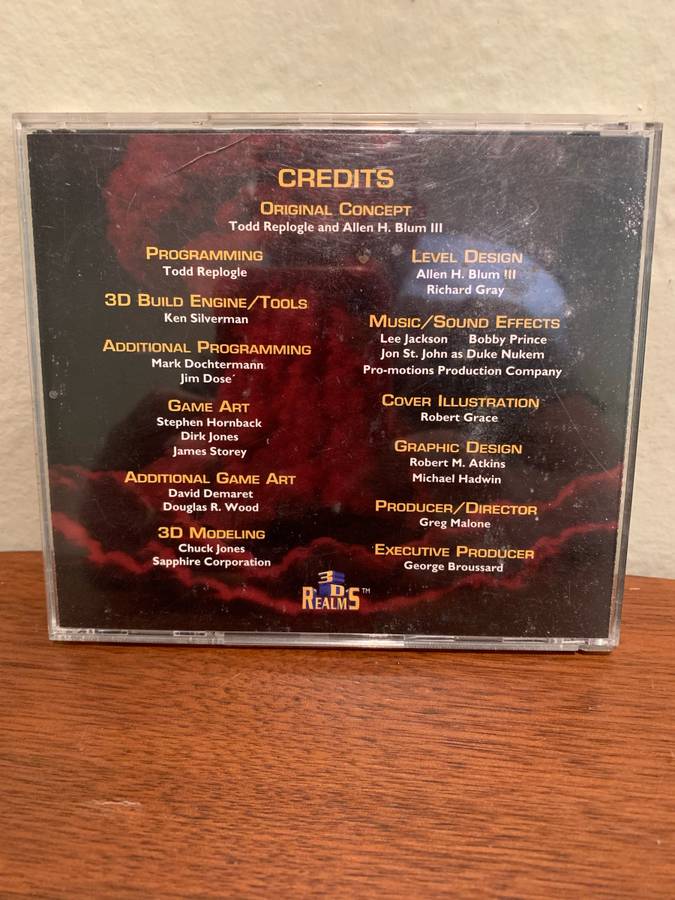 CREDITS
ORIGINAL CONCEPT
Todd Replogle and Allen H. Blum III
PROGRAMMING
Todd Replogle
3D BUILD ENGINE/TOOLS
Ken Silverman
ADDITIONAL PROGRAMMING
Mark Dochtermann
Jim Dose´
GAME ART
Stephen Hornback
Dirk Jones
James Storey
ADDITIONAL GAME ART
David Demaret
Douglas R. Wood
3D MODELING
Chuck Jones
Sapphire Corporation
LEVEL DESIGN
Allen H. Blum III
Richard Gray
MUSIC/SOUND EFFECTS
Lee Jackson Bobby Prince
Jon St. John as Duke Nukem
Pro-motions Production Company
COVER ILLUSTRATION
Robert Grace
GRAPHIC DESIGN
Robert M. Atkins
Michael Hadwin
PRODUCER/DIRECTOR
Greg Malone
EXECUTIVE PRODUCER
George Broussard
3D
REALMS™